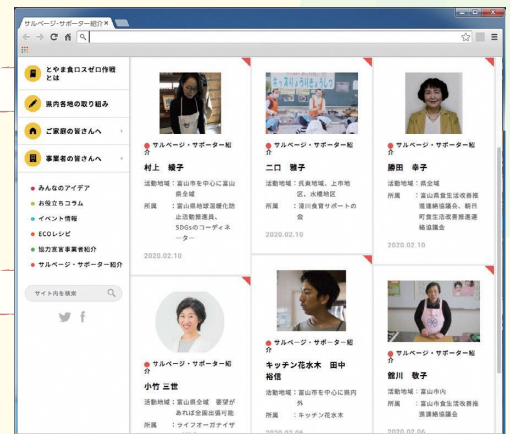 サルベージ・サポーター紹介×
とやま食ロスゼロ作戦
とは
県内各地の取り組み
ご家庭の皆さんへ
事業者の皆さんへ
みんなのアイデア
お役立ちコラム
イベント情報
ECOレシピ
協力宣言事業者紹介
サルベージ・サポーター紹介
サイト内を検索
サルベージ・サポーター紹
介
村上 綾子
活動地域：富山市を中心に富山
県全域
所属　：富山県地球温暖化防
止活動推進員、
SDGsのコーディネ
ーター
2020.02.10
サルベージ・サポーター紹
介
小竹 三世
活動地域：富山県全域　要望が
あれば全国出張可能
所属　：ライフオーガナイザ
サルベージ・サポーター紹
介
二口 雅子
活動地域：呉資地域、上市地
区、水橋地区
所属　：滑川食育サポートの
会
2020.02.10
サルベージ・サポーター紹
介
キッチン花水木　田中
裕信
活動地域：富山市を中心に県内
外
所属　：キッチン花水木
2020.02.06
サルベージ・サポーター紹
介
勝田 幸子
活動地域：県全域
所属　：富山県食生活改善推
進連絡協議会、朝日
町食生活改善推進連
絡協議会
2020.02.10
サルベージ・サポーター紹
介
舘川 敬子
活動地域：富山市内
所属　：富山市食生活改善推
進連絡協議会
2020.02.06